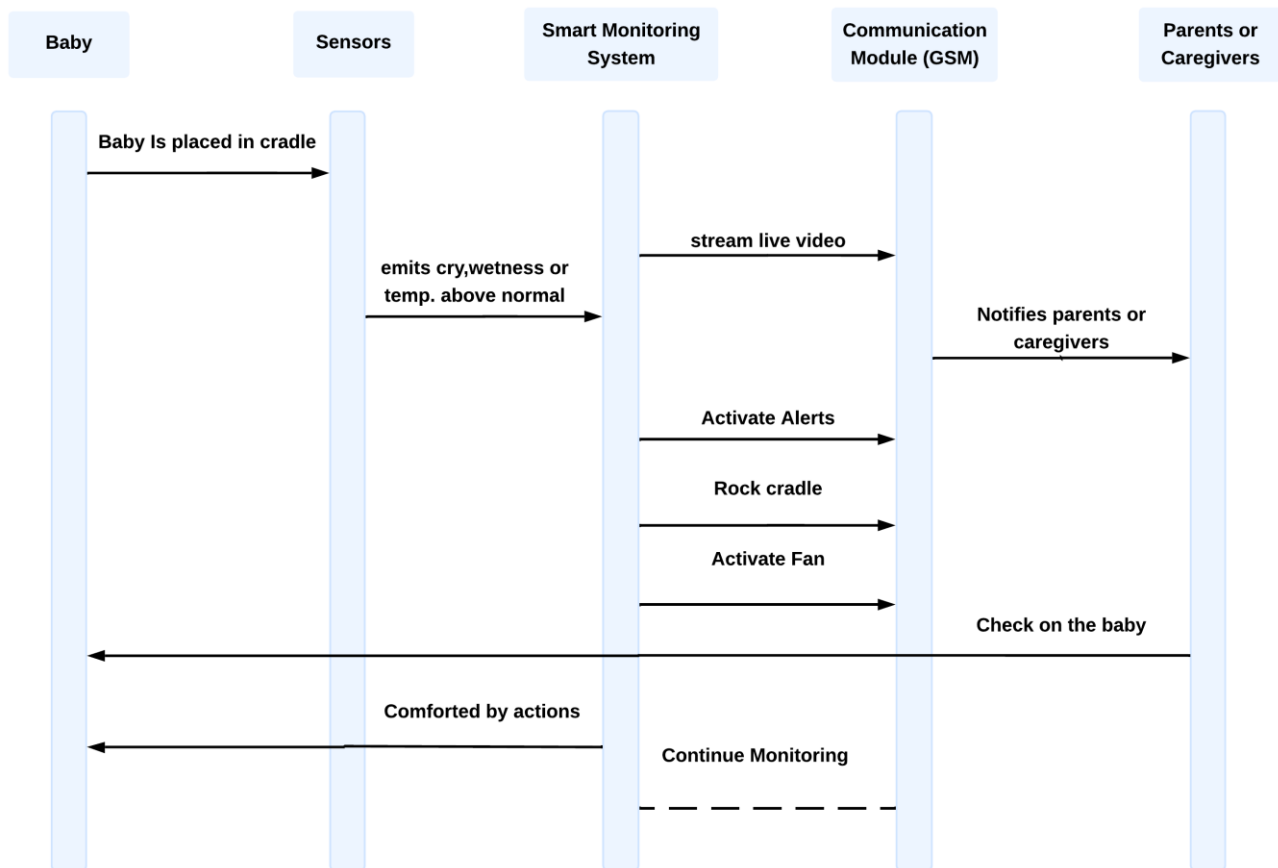 Baby
Sensors
Smart Monitoring
System
Communication
Module (GSM)
Parents or
Caregivers
Baby Is placed in cradle
stream live video
emits cry,wetness or
temp. above normal
Notifies parents or
caregivers
Activate Alerts
Rock cradle
Activate Fan
Check on the baby
Comforted by actions
Continue Monitoring